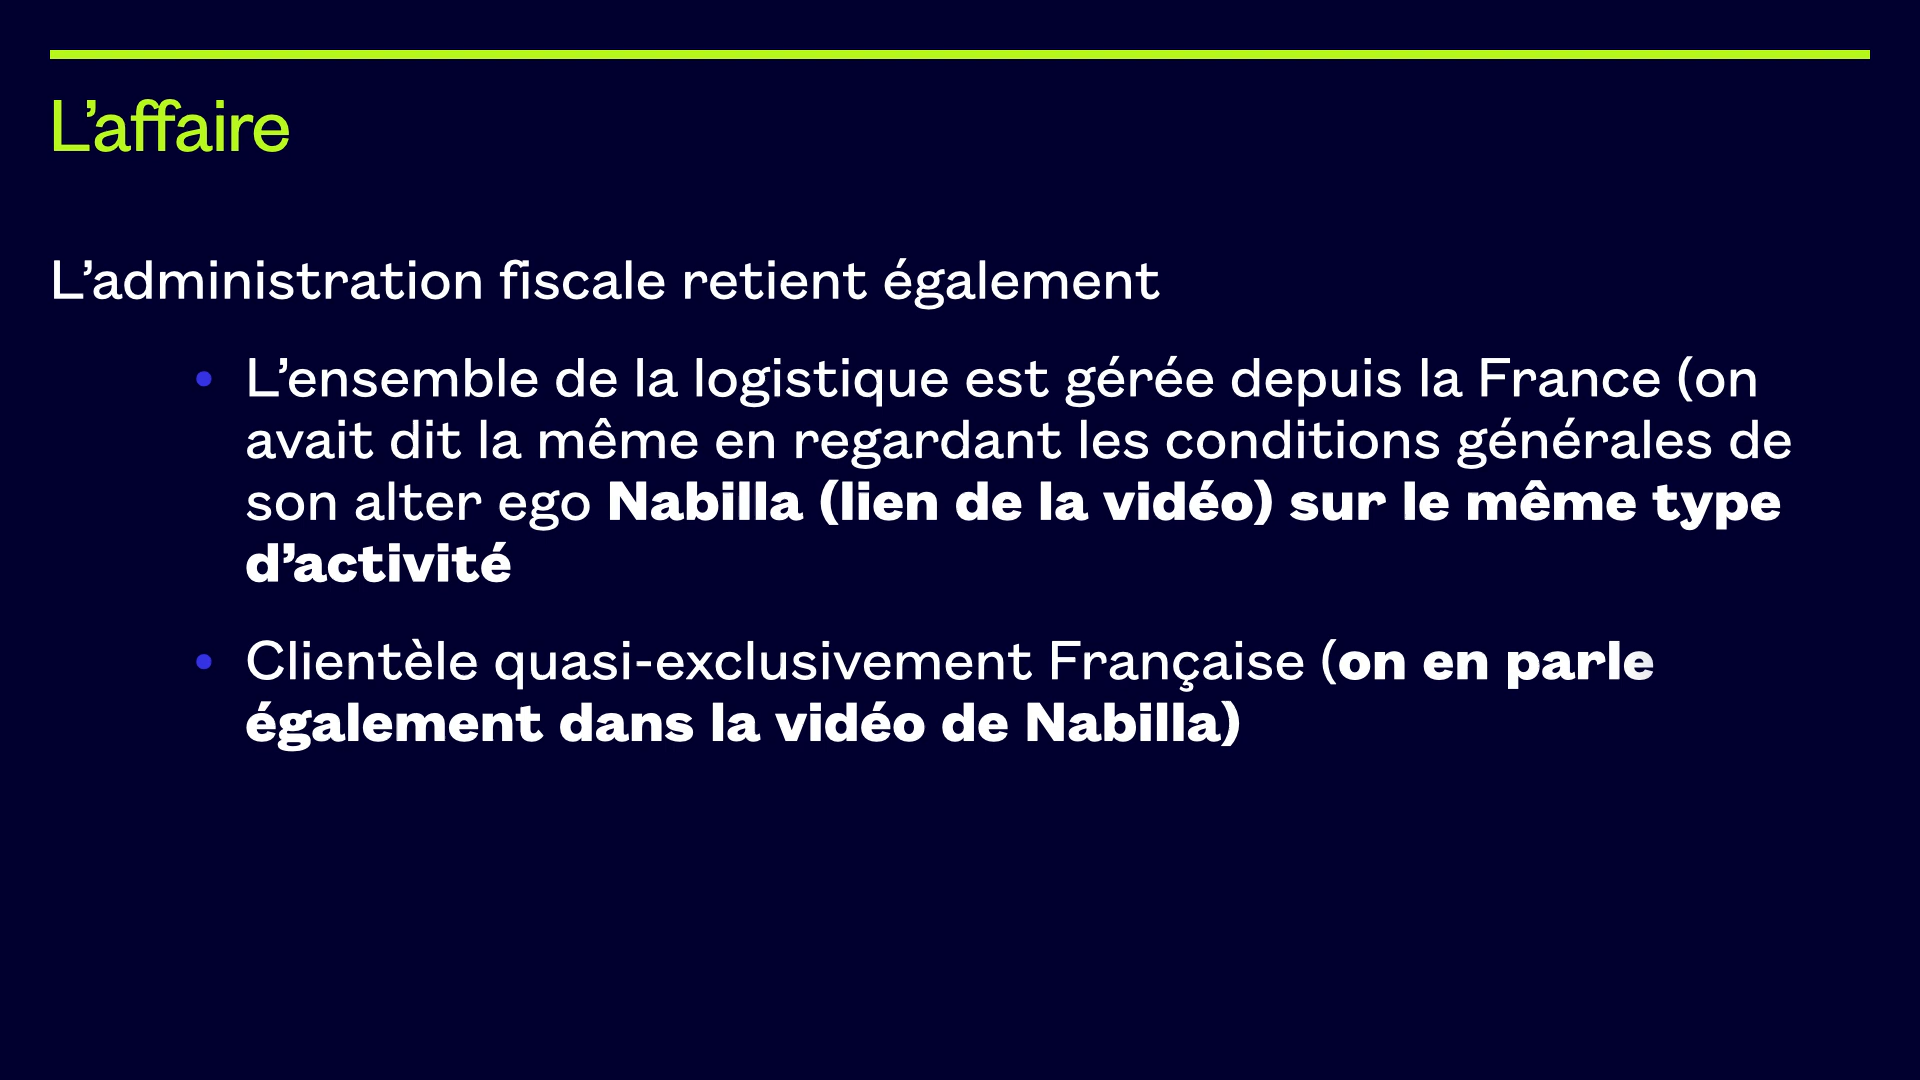 L’affaire
L’administration fiscale retient également
• L’ensemble de la logistique est gérée depuis la France (on
avait dit la même en regardant les conditions générales de
son alter ego Nabilla (lien de la vidéo) sur le même type
d’activité
• Clientèle quasi-exclusivement Française (on en parle
également dans la vidéo de Nabilla)